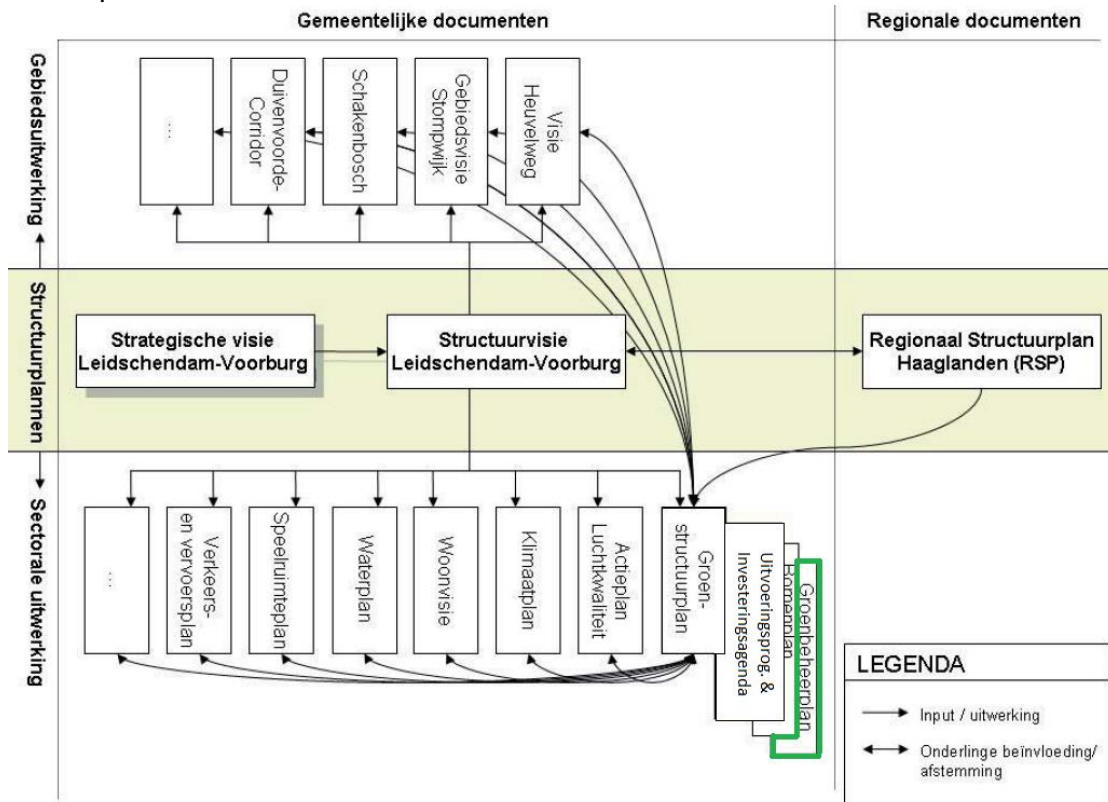 Gemeentelijke documenten
Regionale documenten
Gebiedsuitwerking
...
Duivenvoorde-
Corridor
Schakenbosch
Gebiedsvisie
Stompwijk
Visie
Heuvelweg
Structuurplannen
Strategische visie
Leidschendam-Voorburg
Structuurvisie
Leidschendam-Voorburg
Regionaal Structuurplan
Haaglanden (RSP)
Sectorale uitwerking
...
Verkeers-
en vervoersplan
Speelruimteplan
Waterplan
Woonvisie
Klimaatplan
Actieplan
Luchtkwaliteit
Groen-
structuurplan
Uitvoeringsprog. &
Investeringsagenda
Bomenplan
Groenbeheerplan
LEGENDA
Input / uitwerking
Onderlinge beïnvloeding/
afstemming